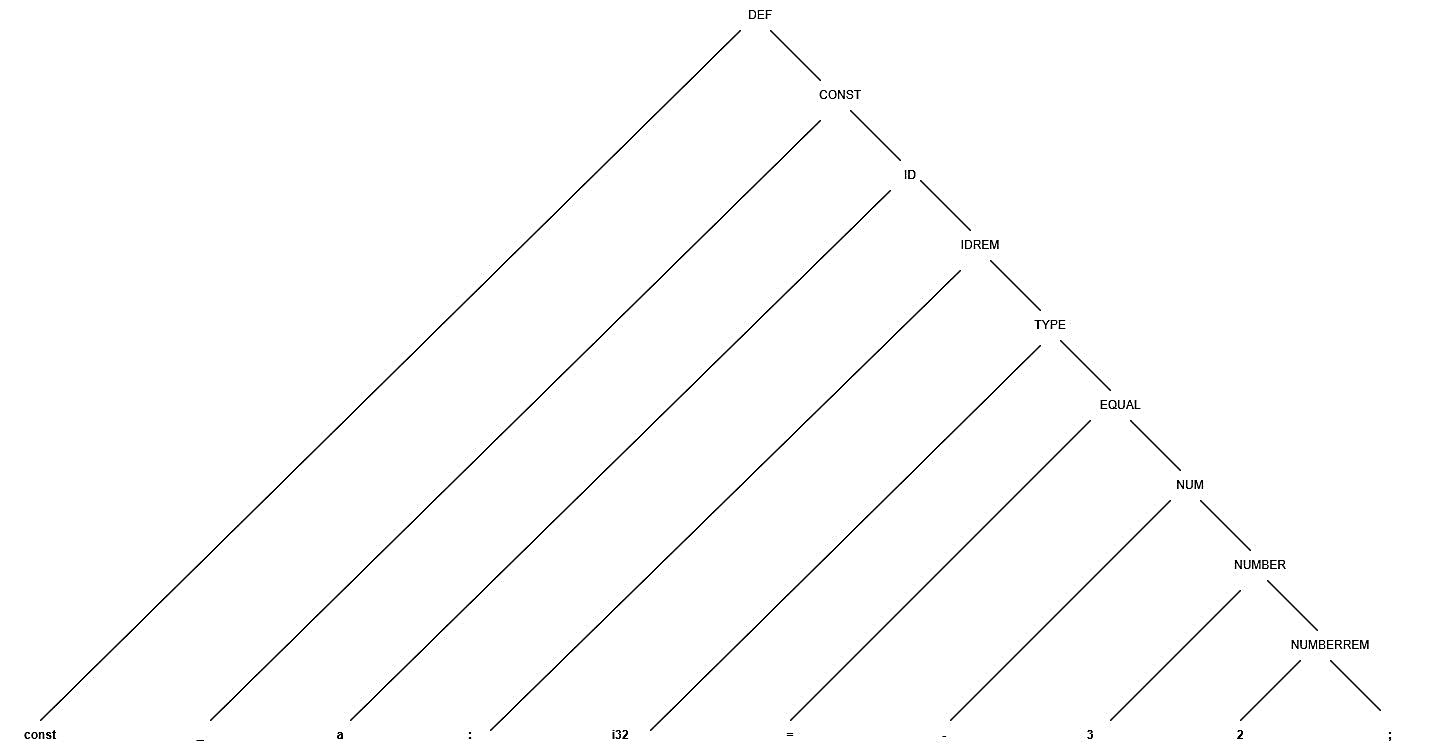 DEF
CONST
ID
IDREM
TYPE
EQUAL
NUM
NUMBER
NUMBERREM
const _ a : i32 = - 3 2 ;